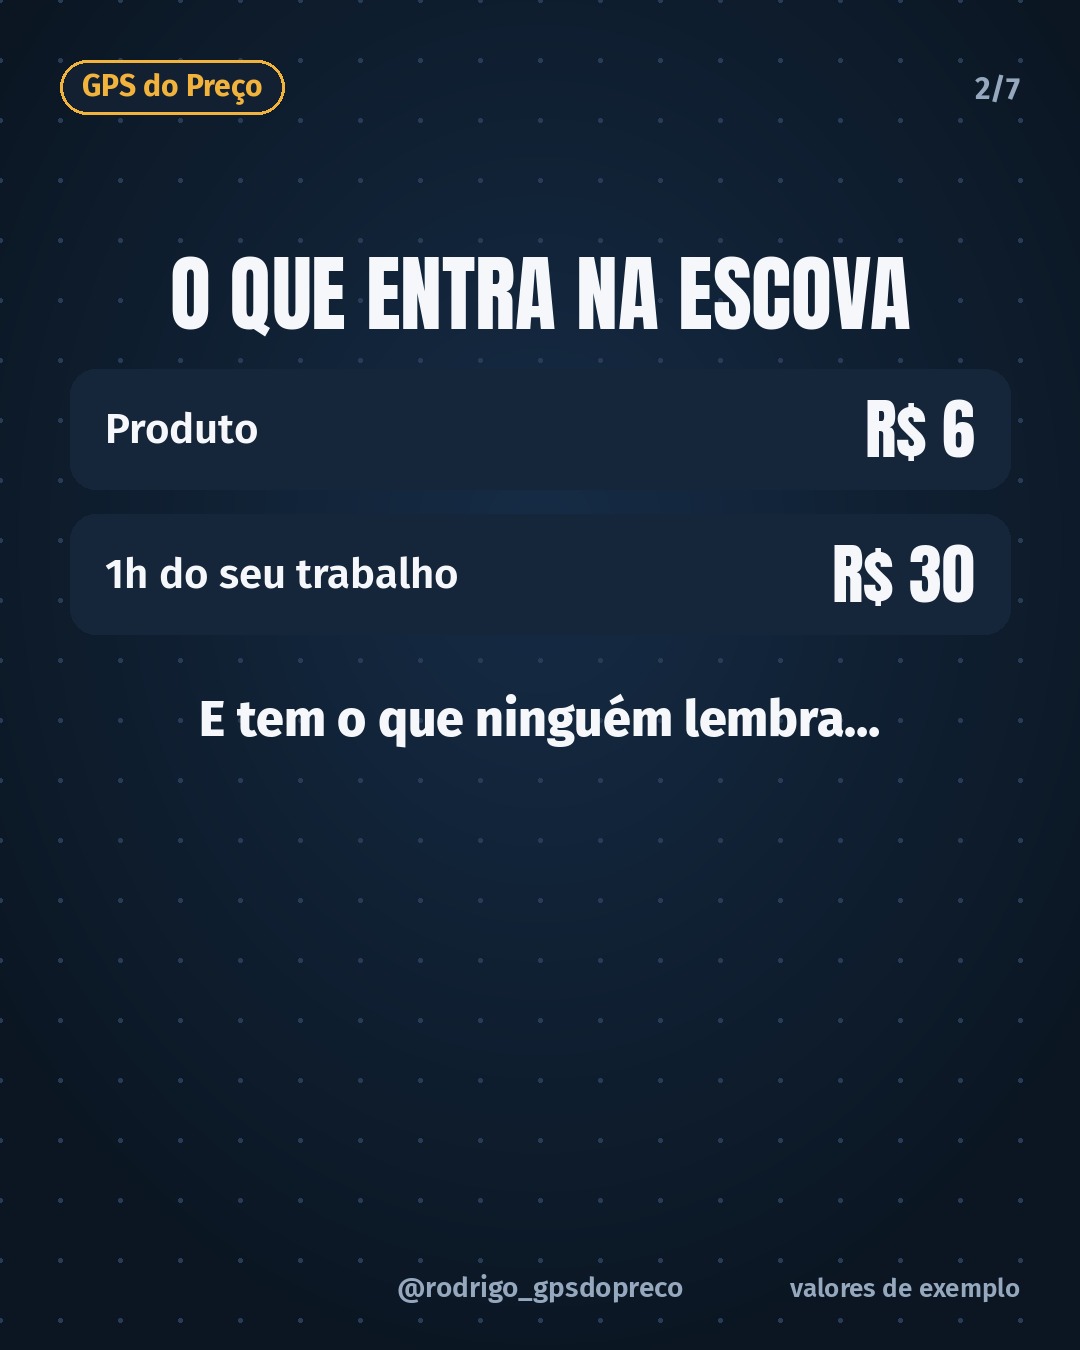 GPS do Preço
2/7
O QUE ENTRA NA ESCOVA
Produto R$ 6
1h do seu trabalho R$ 30
E tem o que ninguém lembra...
@rodrigo_gpsdopreco valores de exemplo